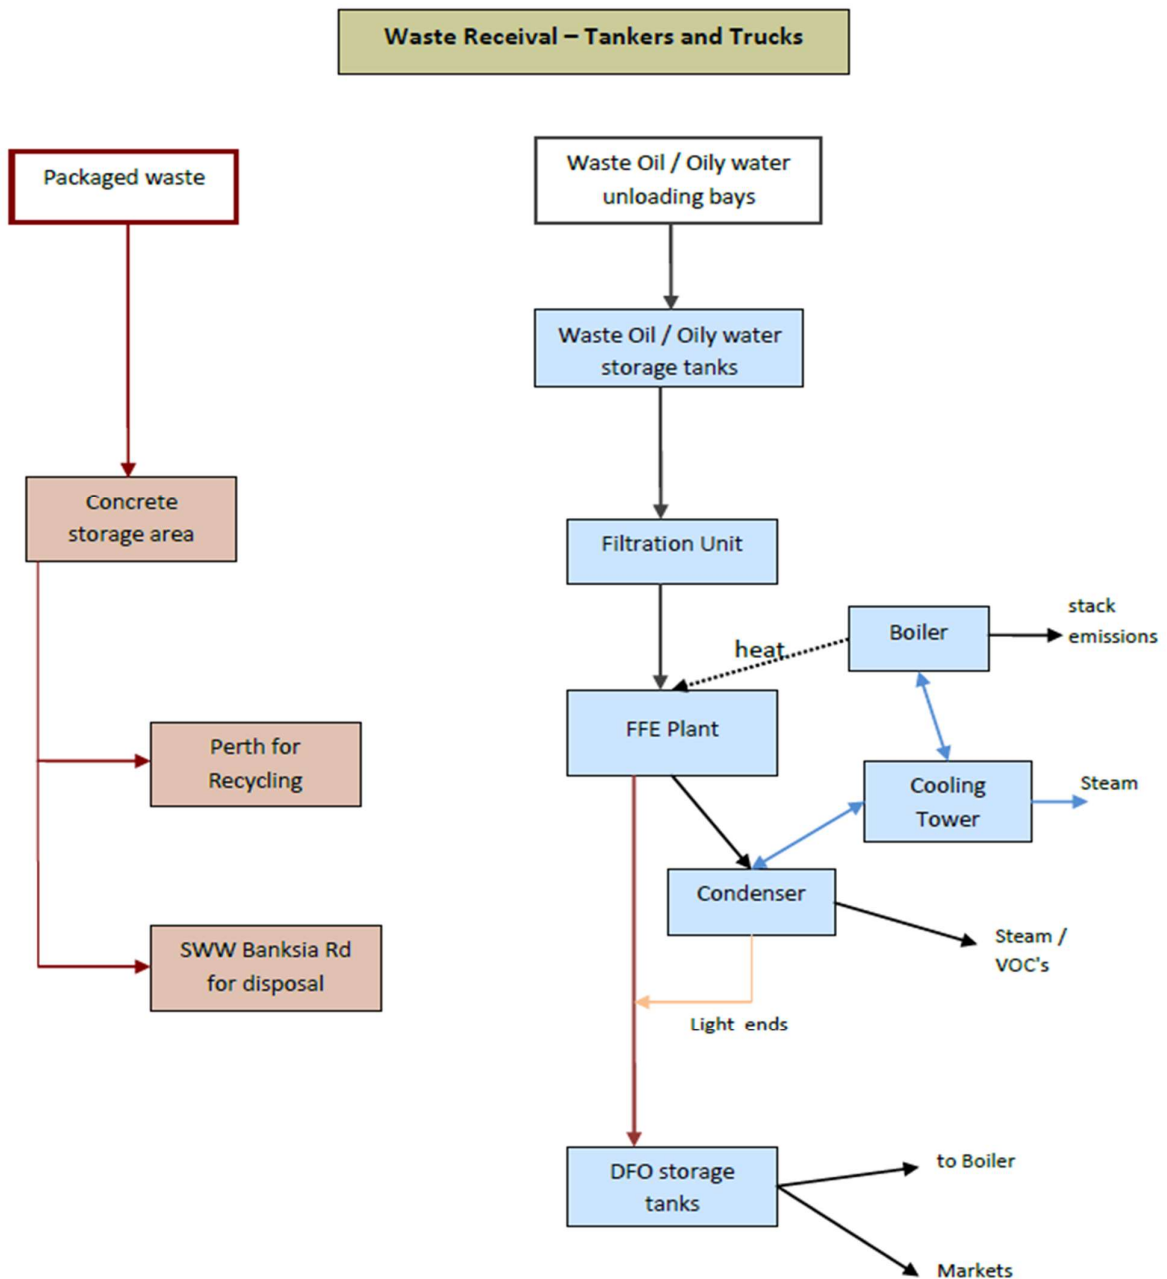 Waste Receival – Tankers and Trucks
Packaged waste
Waste Oil / Oily water
unloading bays
Waste Oil / Oily water
storage tanks
Concrete
storage area
Filtration Unit
Boiler
stack
emissions
heat
FFE Plant
Perth for
Recycling
Cooling
Tower
Steam
Condenser
Steam /
VOC's
SWW Banksia Rd
for disposal
Light ends
DFO storage
tanks
to Boiler
Markets